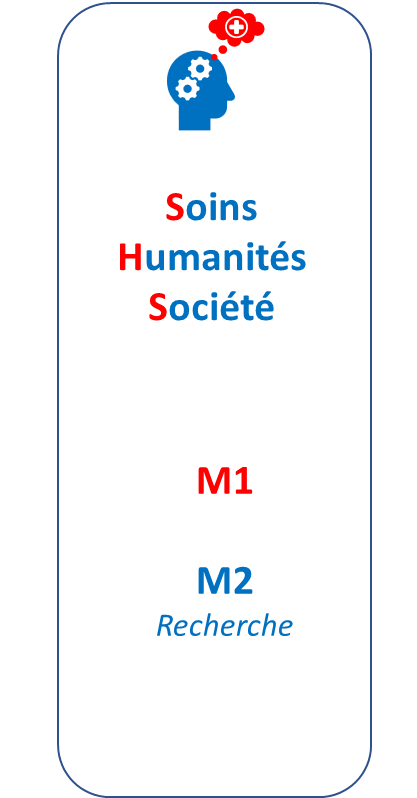 Soins
Humanités
Société
M1
M2
Recherche